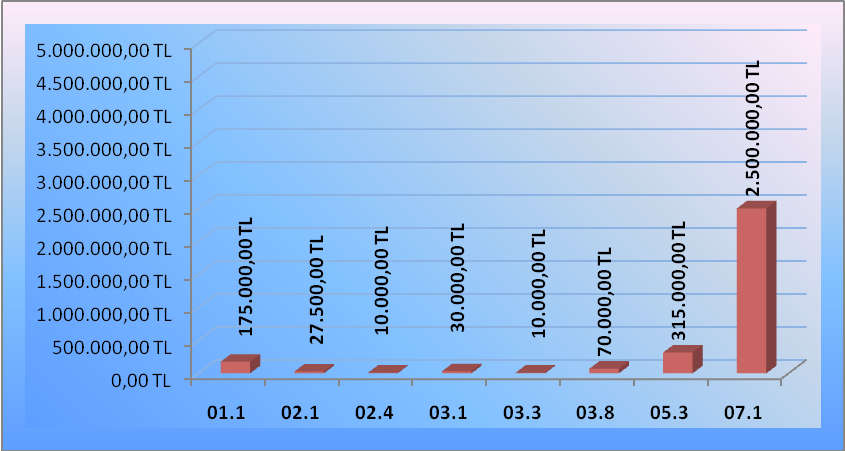 5.000.000,00 TL
4.500.000,00 TL
4.000.000,00 TL
3.500.000,00 TL
3.000.000,00 TL
2.500.000,00 TL
2.000.000,00 TL
1.500.000,00 TL
1.000.000,00 TL
500.000,00 TL
0,00 TL
175.000,00 TL
27.500,00 TL
10.000,00 TL
30.000,00 TL
10.000,00 TL
70.000,00 TL
315.000,00 TL
2.500.000,00 TL
01.1 02.1 02.4 03.1 03.3 03.8 05.3 07.1